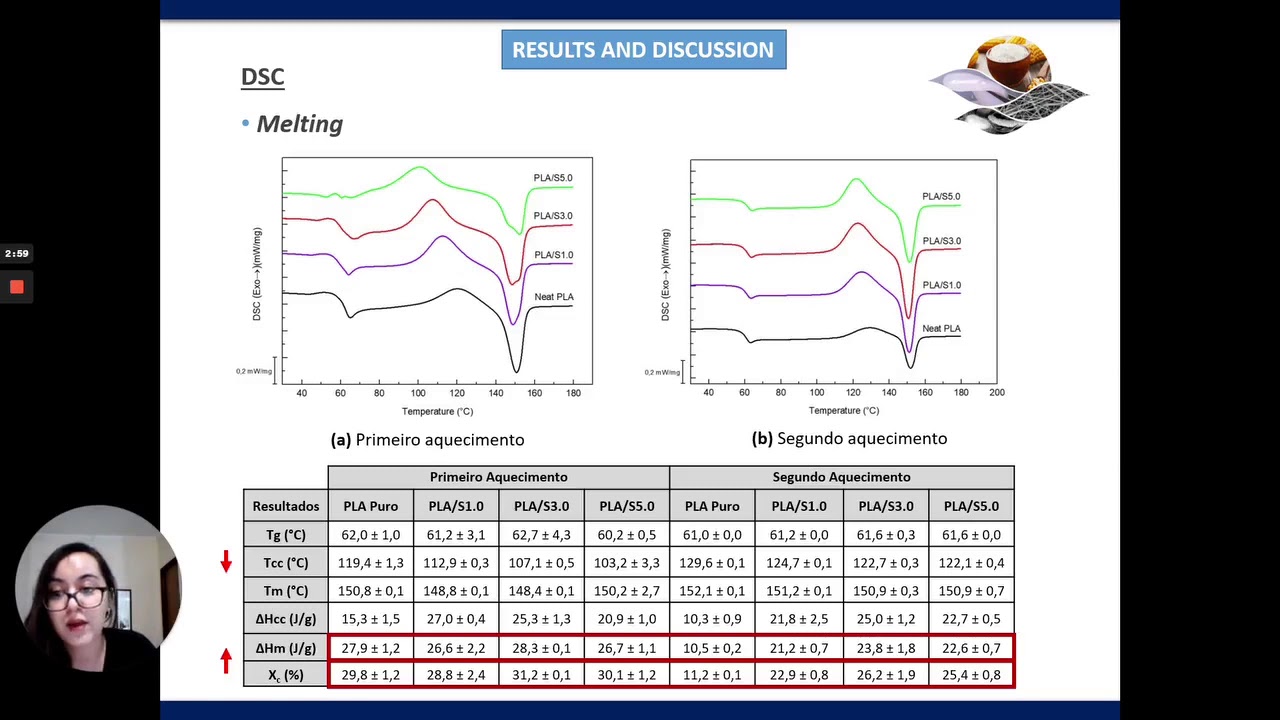 RESULTS AND DISCUSSION
DSC
• Melting
DSC (Exo→)(mW/mg)
0,2 mW/mg
PLA/S5.0
PLA/S3.0
PLA/S1.0
Neat PLA
40 60 80 100 120 140 160 180
Temperature (°C)
(a) Primeiro aquecimento
DSC (Exo→)(mW/mg)
0,2 mW/mg
PLA/S5.0
PLA/S3.0
PLA/S1.0
Neat PLA
40 60 80 100 120 140 160 180 200
Temperature (°C)
(b) Segundo aquecimento
2:59
Primeiro Aquecimento Segundo Aquecimento
Resultados PLA Puro PLA/S1.0 PLA/S3.0 PLA/S5.0 PLA Puro PLA/S1.0 PLA/S3.0 PLA/S5.0
Tg (°C) 62,0 ± 1,0 61,2 ± 3,1 62,7 ± 4,3 60,2 ± 0,5 61,0 ± 0,0 61,2 ± 0,0 61,6 ± 0,3 61,6 ± 0,0
Tcc (°C) 119,4 ± 1,3 112,9 ± 0,3 107,1 ± 0,5 103,2 ± 3,3 129,6 ± 0,1 124,7 ± 0,1 122,7 ± 0,3 122,1 ± 0,4
Tm (°C) 150,8 ± 0,1 148,8 ± 0,1 148,4 ± 0,1 150,2 ± 2,7 152,1 ± 0,1 151,2 ± 0,1 150,9 ± 0,3 150,9 ± 0,7
ΔHcc (J/g) 15,3 ± 1,5 27,0 ± 0,4 25,3 ± 1,3 20,9 ± 1,0 10,3 ± 0,9 21,8 ± 2,5 25,0 ± 1,2 22,7 ± 0,5
ΔHm (J/g) 27,9 ± 1,2 26,6 ± 2,2 28,3 ± 0,1 26,7 ± 1,1 10,5 ± 0,2 21,2 ± 0,7 23,8 ± 1,8 22,6 ± 0,7
Xc (%) 29,8 ± 1,2 28,8 ± 2,4 31,2 ± 0,1 30,1 ± 1,2 11,2 ± 0,1 22,9 ± 0,8 26,2 ± 1,9 25,4 ± 0,8